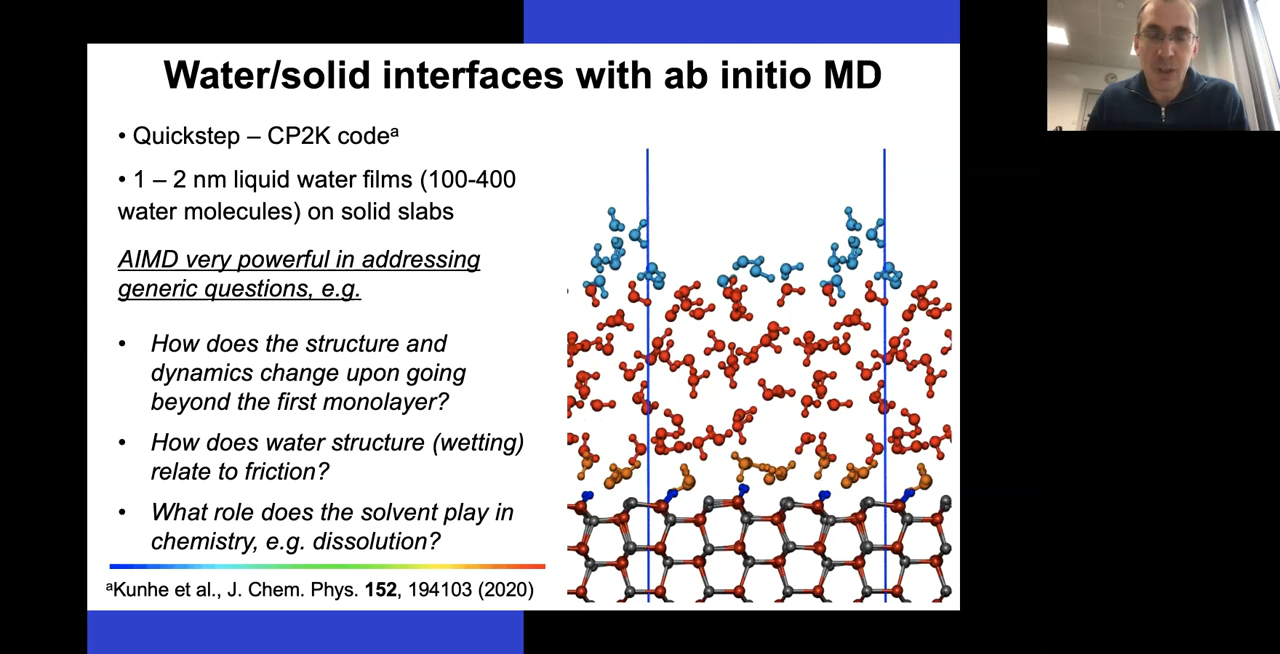 Water/solid interfaces with ab initio MD
• Quickstep – CP2K codeᵃ
• 1 – 2 nm liquid water films (100-400
water molecules) on solid slabs
AIMD very powerful in addressing
generic questions, e.g.
• How does the structure and
dynamics change upon going
beyond the first monolayer?
• How does water structure (wetting)
relate to friction?
• What role does the solvent play in
chemistry, e.g. dissolution?
ᵃKunhe et al., J. Chem. Phys. 152, 194103 (2020)